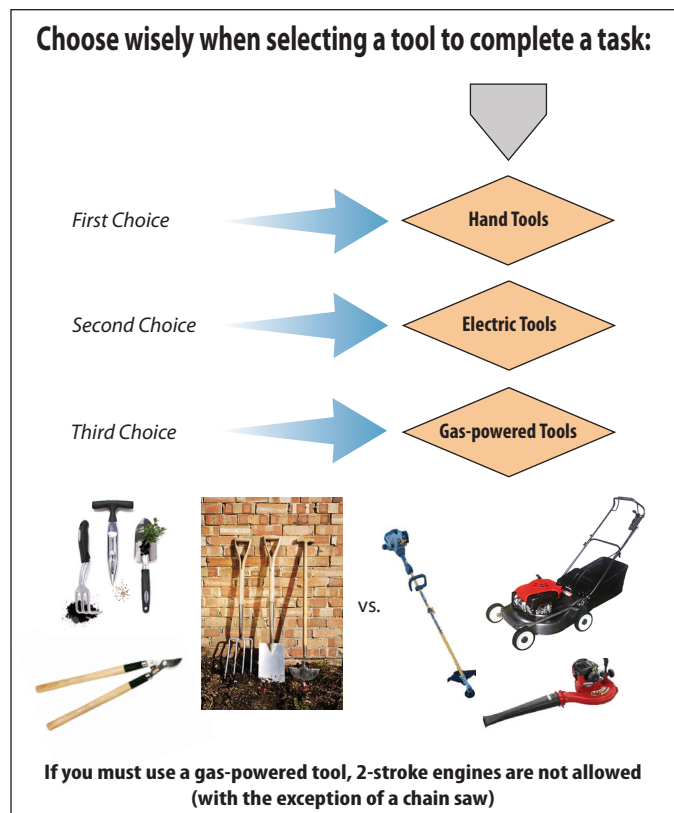 Choose wisely when selecting a tool to complete a task:
First Choice
Hand Tools
Second Choice
Electric Tools
Third Choice
Gas-powered Tools
vs.
If you must use a gas-powered tool, 2-stroke engines are not allowed
(with the exception of a chain saw)